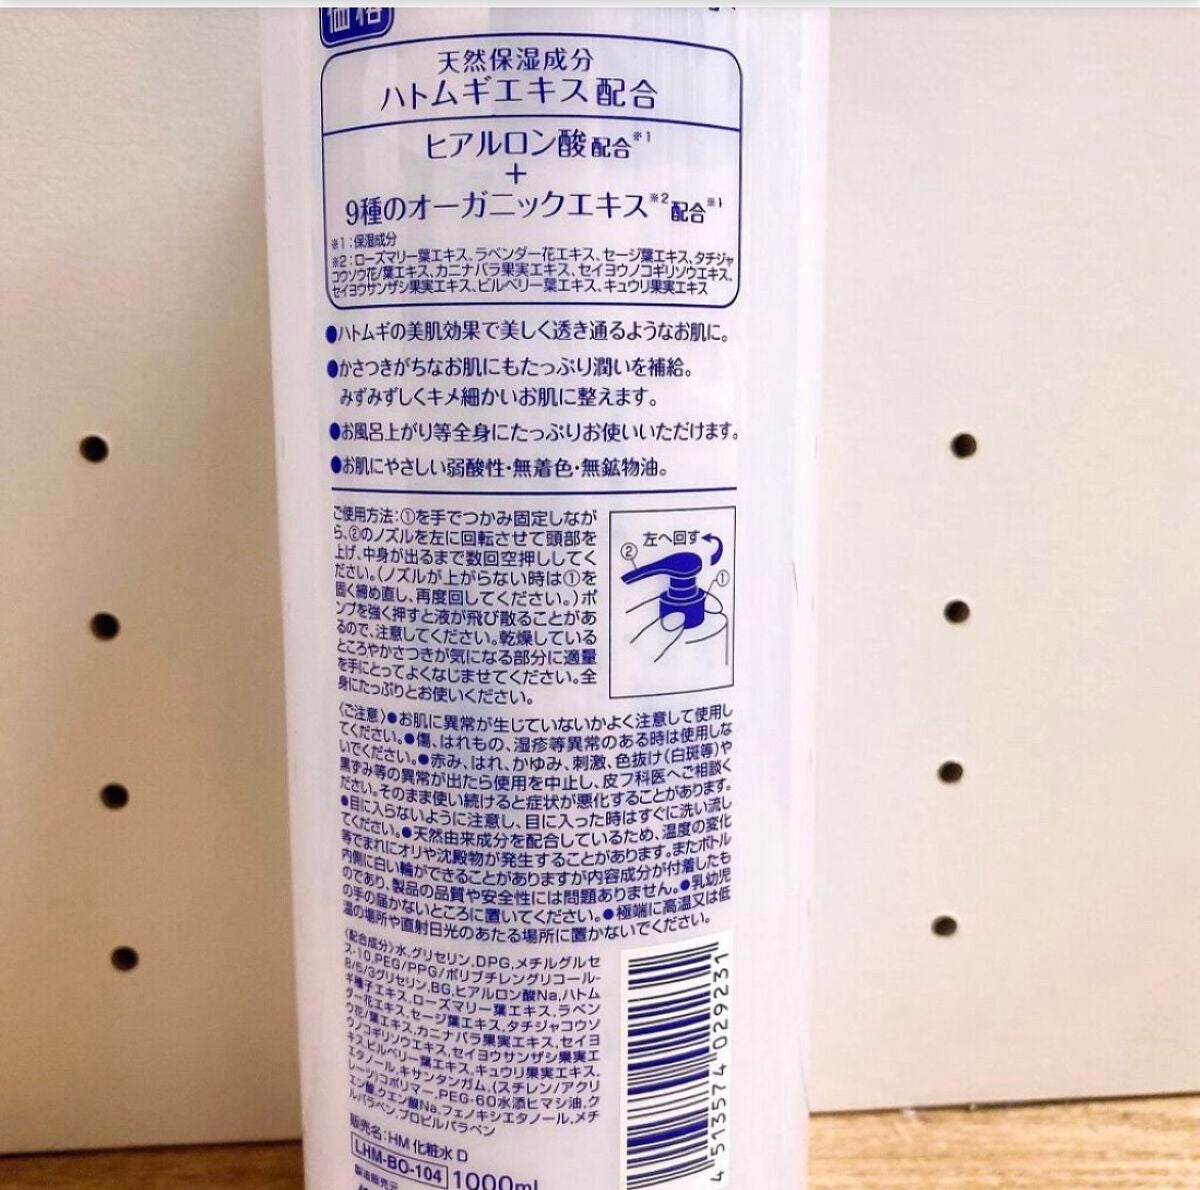 価格
天然保湿成分
ハトムギエキス配合
ヒアルロン酸配合※1
+
9種のオーガニックエキス※2配合※1
※1:保湿成分
※2:ローズマリー葉エキス、ラベンダー花エキス、セージ葉エキス、タチジャ
コウソウ花/葉エキス、カニナバラ果実エキス、セイヨウノコギリソウエキス、
セイヨウサンザシ果実エキス、ビルベリー葉エキス、キュウリ果実エキス
●ハトムギの美肌効果で美しく透き通るようなお肌に。
●かさつきがちなお肌にもたっぷり潤いを補給。
みずみずしくキメ細かいお肌に整えます。
●お風呂上がり等全身にたっぷりお使いいただけます。
●お肌にやさしい弱酸性・無着色・無鉱物油。
ご使用方法:①を手でつかみ固定しなが
ら、②のノズルを左に回転させて頭部を
上げ、中身が出るまで数回空押ししてく
ださい。(ノズルが上がらない時は①を
固く締め直し、再度回してください。)ポ
ンプを強く押すと液が飛び散ることがあ
るので、注意してください。乾燥している
ところやかさつきが気になる部分に適量
を手にとってよくなじませてください。全
身にたっぷりとお使いください。
左へ回す
②
①
〈ご注意〉●お肌に異常が生じていないかよく注意して使用し
てください。●傷、はれもの、湿疹等異常のある時は使用しな
いでください。●赤み、はれ、かゆみ、刺激、色抜け(白斑等)や
黒ずみ等の異常が出たら使用を中止し、皮フ科医へご相談く
ださい。そのまま使い続けると症状が悪化することがあります。
●目に入らないように注意し、目に入った時はすぐに洗い流し
てください。●天然由来成分を配合しているため、温度の変化
等でまれにオリや沈殿物が発生することがあります。またボトル
内側に白い輪ができることがありますが内容成分が付着したも
のであり、製品の品質や安全性には問題ありません。●乳幼児
の手の届かないところに置いてください。●極端に高温又は低
温の場所や直射日光のあたる場所に置かないでください。
〈配合成分〉水、グリセリン、DPG、メチルグルセ
ス-10、PEG/PPG/ポリブチレングリコール-
8/5/3グリセリン、BG、ヒアルロン酸Na、ハトム
ギ種子エキス、ローズマリー葉エキス、ラベン
ダー花エキス、セージ葉エキス、タチジャコウソ
ウ花/葉エキス、カニナバラ果実エキス、セイヨ
ウノコギリソウエキス、セイヨウサンザシ果実エ
キス、ビルベリー葉エキス、キュウリ果実エキス、
エタノール、キサンタンガム、(スチレン/アクリ
レーツ)コポリマー、PEG-60水添ヒマシ油、ク
エン酸、クエン酸Na、フェノキシエタノール、メチ
ルパラベン、プロピルパラベン
販売名:HM 化粧水 D
LHM-BO-104 1000mL
製造販売元
4 513574 029231